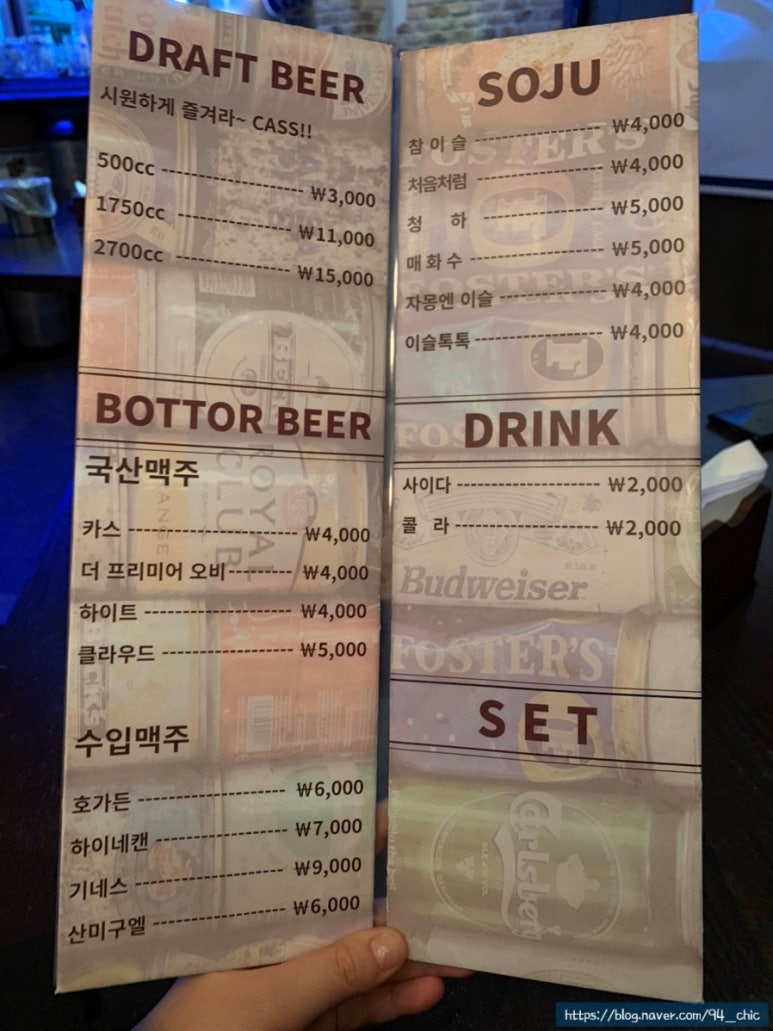 DRAFT BEER
시원하게 즐겨라~ CASS!!
500cc ---------------- ₩3,000
1750cc ---------------- ₩11,000
2700cc ---------------- ₩15,000
BOTTOR BEER
국산맥주
카스 ---------------- ₩4,000
더 프리미어 오비 --------- ₩4,000
하이트 ---------------- ₩4,000
클라우드 ---------------- ₩5,000
수입맥주
호가든 ---------------- ₩6,000
하이네캔 ---------------- ₩7,000
기네스 ---------------- ₩9,000
산미구엘 ---------------- ₩6,000
SOJU
참 이 슬 ---------------- ₩4,000
처음처럼 ---------------- ₩4,000
청 하 ---------------- ₩5,000
매 화 수 ---------------- ₩5,000
자몽엔 이슬 ---------------- ₩4,000
이슬톡톡 ---------------- ₩4,000
DRINK
사이다 ---------------- ₩2,000
콜 라 ---------------- ₩2,000
SET
FOSTER'S
FOSTER'S
ROYAL
CLUB
Budweiser
FOSTER'S
Carlsberg
https://blog.naver.com/94_chic